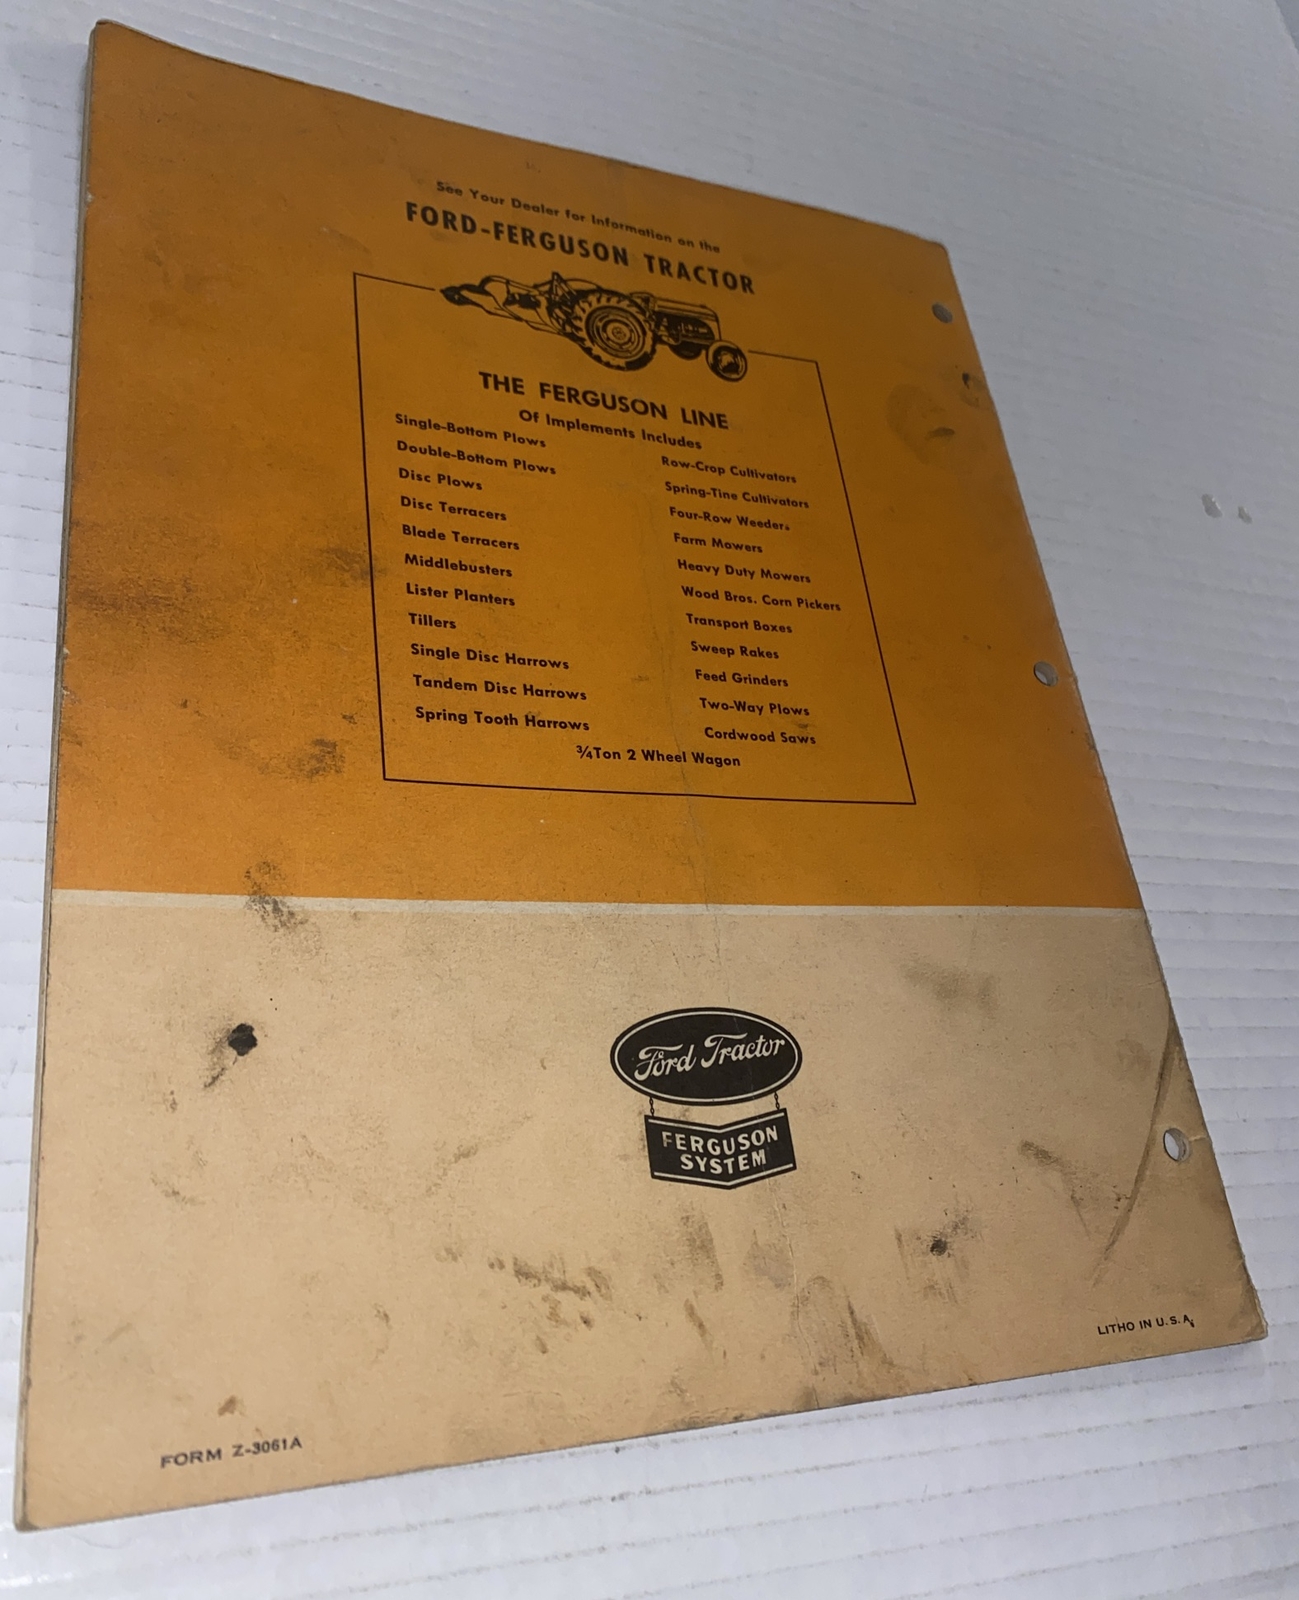 See Your Dealer for Information on the
FORD-FERGUSON TRACTOR
THE FERGUSON LINE
Of Implements Includes
Single-Bottom Plows
Double-Bottom Plows
Disc Plows
Disc Terracers
Blade Terracers
Middlebusters
Lister Planters
Tillers
Single Disc Harrows
Tandem Disc Harrows
Spring Tooth Harrows
Row-Crop Cultivators
Spring-Tine Cultivators
Four-Row Weeders
Farm Mowers
Heavy Duty Mowers
Wood Bros. Corn Pickers
Transport Boxes
Sweep Rakes
Feed Grinders
Two-Way Plows
Cordwood Saws
¾ Ton 2 Wheel Wagon
Ford Tractor
FERGUSON
SYSTEM
LITHO IN U.S.A.
FORM Z-3061A